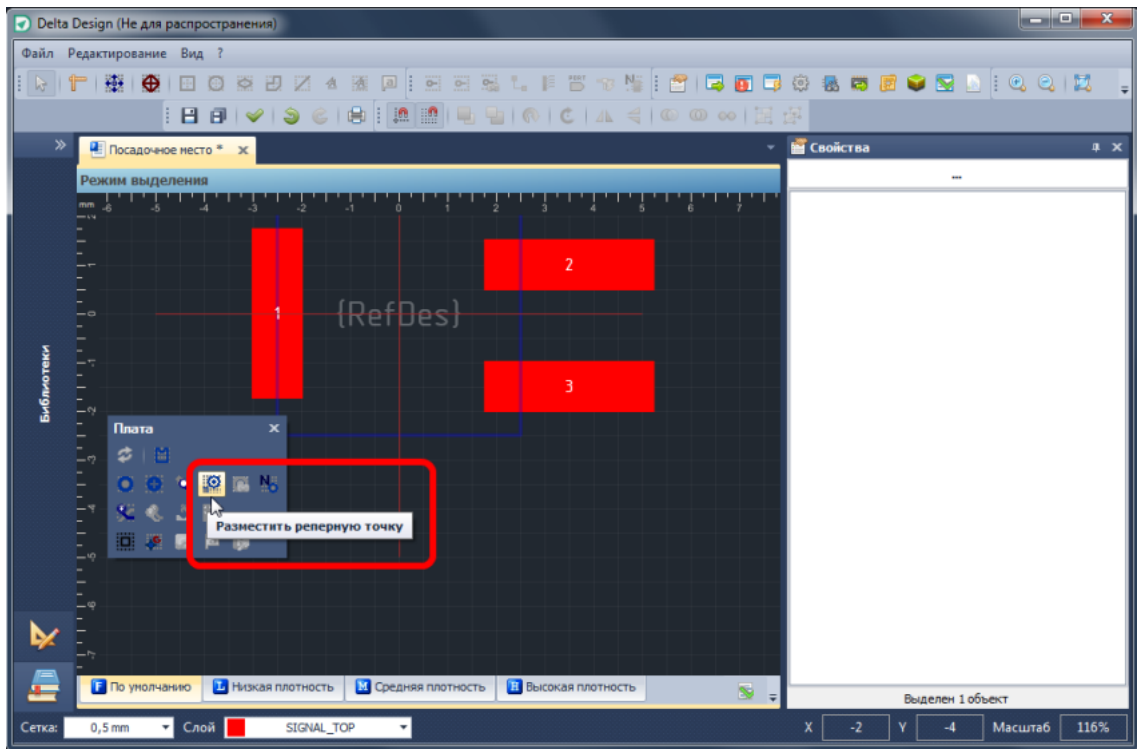 Delta Design (Не для распространения)
Файл Редактирование Вид ?
Посадочное место *
Свойства
Режим выделения
...
mm -6 -5 -4 -3 -2 -1 0 1 2 3 4 5 6 7
2
1
{RefDes}
3
Библиотеки
Плата
Разместить реперную точку
F По умолчанию
L Низкая плотность
M Средняя плотность
H Высокая плотность
Выделен 1 объект
Сетка: 0,5 mm Слой SIGNAL_TOP X -2 Y -4 Масштаб 116%